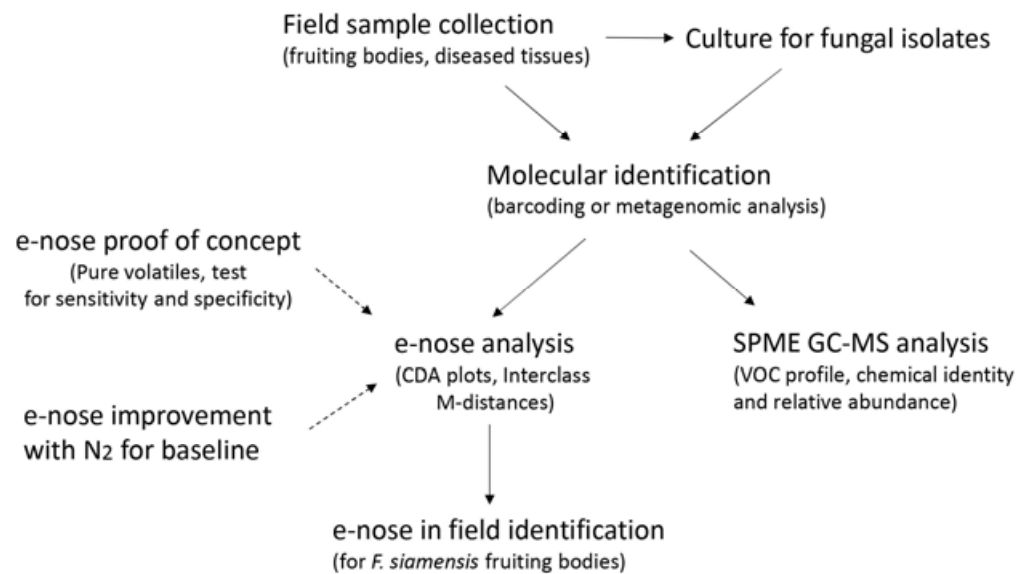 Field sample collection
(fruiting bodies, diseased tissues)
Culture for fungal isolates
Molecular identification
(barcoding or metagenomic analysis)
e-nose proof of concept
(Pure volatiles, test
for sensitivity and specificity)
e-nose analysis
(CDA plots, Interclass
M-distances)
SPME GC-MS analysis
(VOC profile, chemical identity
and relative abundance)
e-nose improvement
with N2 for baseline
e-nose in field identification
(for F. siamensis fruiting bodies)